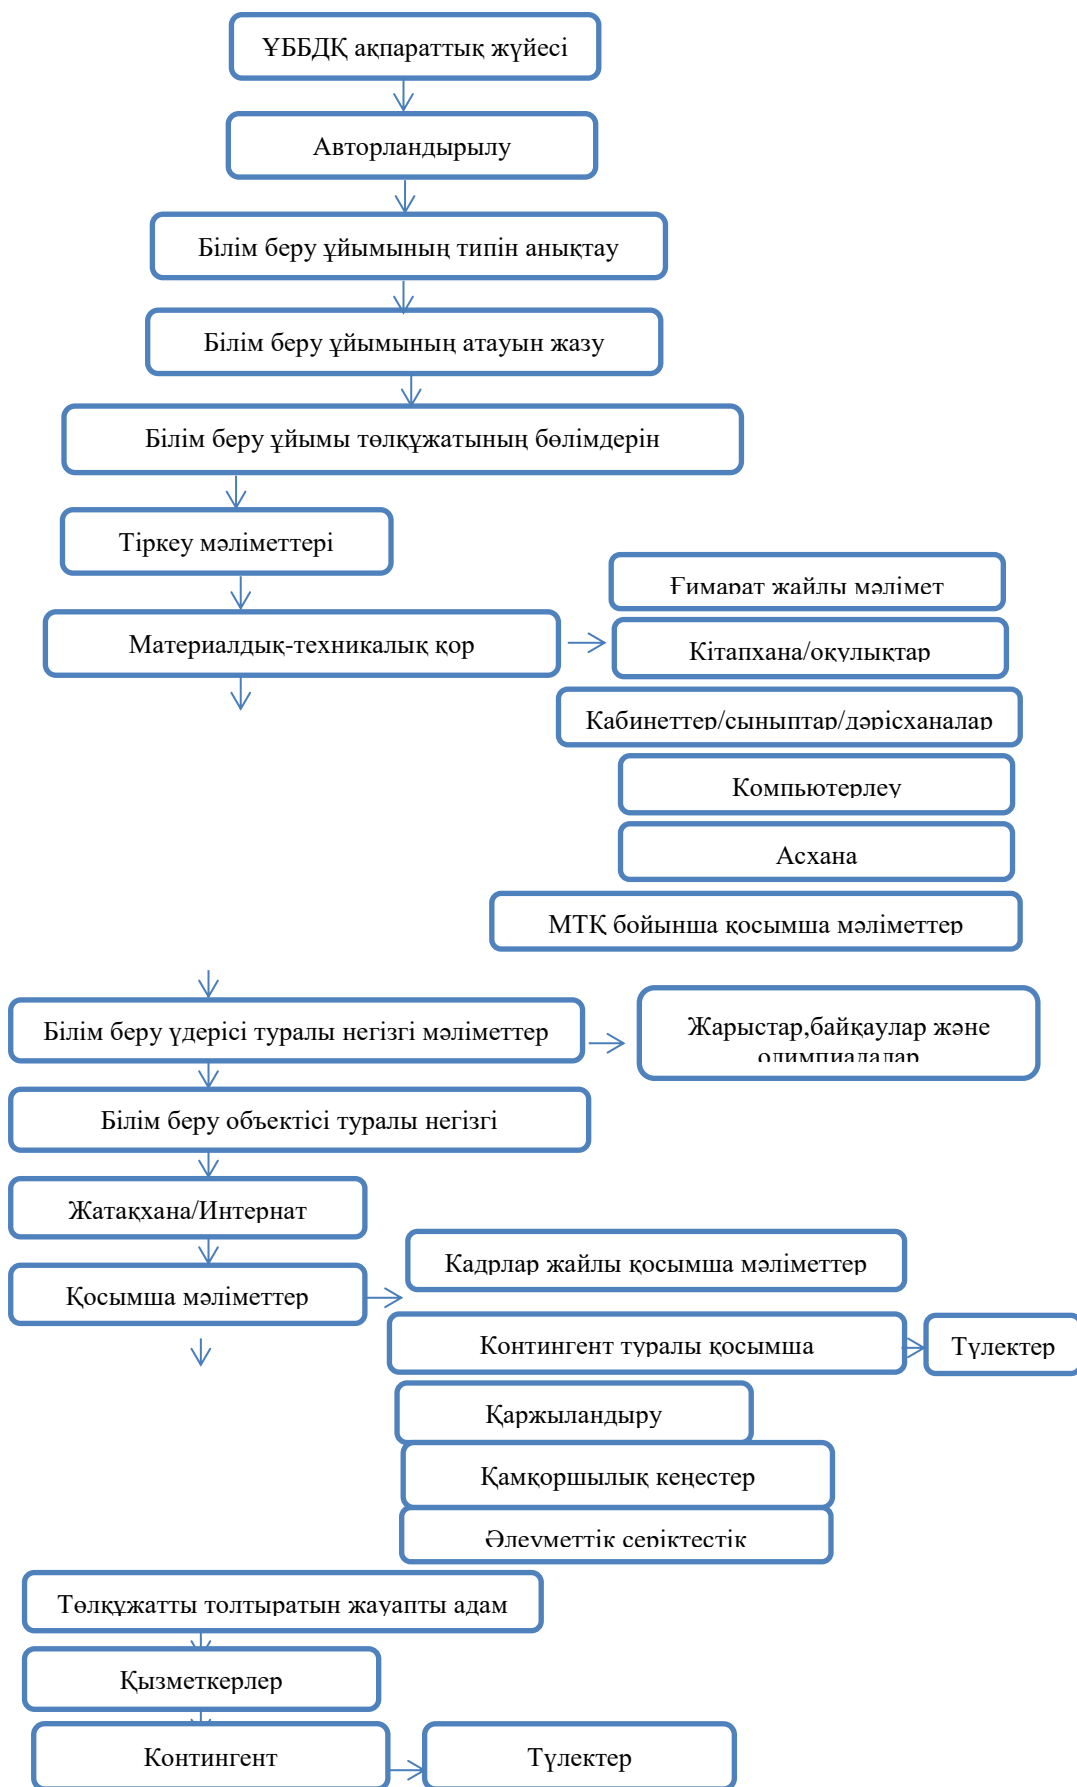 ҰББДҚ ақпараттық жүйесі
Авторландырылу
Білім беру ұйымының типін анықтау
Білім беру ұйымының атауын жазу
Білім беру ұйымы төлқұжатының бөлімдерін
Тіркеу мәліметтері
Ғимарат жайлы мәлімет
Материалдық-техникалық қор
Кітапхана/оқулықтар
Кабинеттер/сыныптар/дәрісханалар
Компьютерлеу
Асхана
МТҚ бойынша қосымша мәліметтер
Білім беру үдерісі туралы негізгі мәліметтер
Жарыстар,байқаулар және
олимпиадалар
Білім беру объектісі туралы негізгі
Жатақхана/Интернат
Кадрлар жайлы қосымша мәліметтер
Қосымша мәліметтер
Контингент туралы қосымша
Түлектер
Қаржыландыру
Қамқоршылық кеңестер
Әлеуметтік серіктестік
Төлқұжатты толтыратын жауапты адам
Қызметкерлер
Контингент
Түлектер